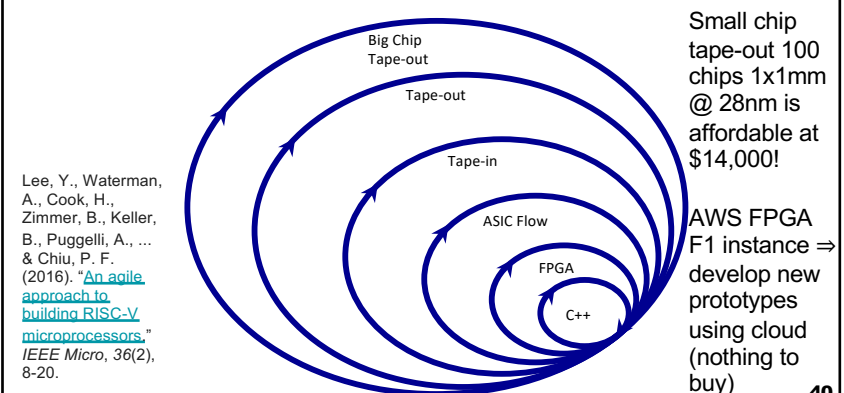 Lee, Y., Waterman,
A., Cook, H.,
Zimmer, B., Keller,
B., Puggelli, A., ...
& Chiu, P. F.
(2016). “An agile
approach to
building RISC-V
microprocessors.”
IEEE Micro, 36(2),
8-20.
Big Chip
Tape-out
Tape-out
Tape-in
ASIC Flow
FPGA
C++
Small chip
tape-out 100
chips 1x1mm
@ 28nm is
affordable at
$14,000!
AWS FPGA
F1 instance ⇒
develop new
prototypes
using cloud
(nothing to
buy)